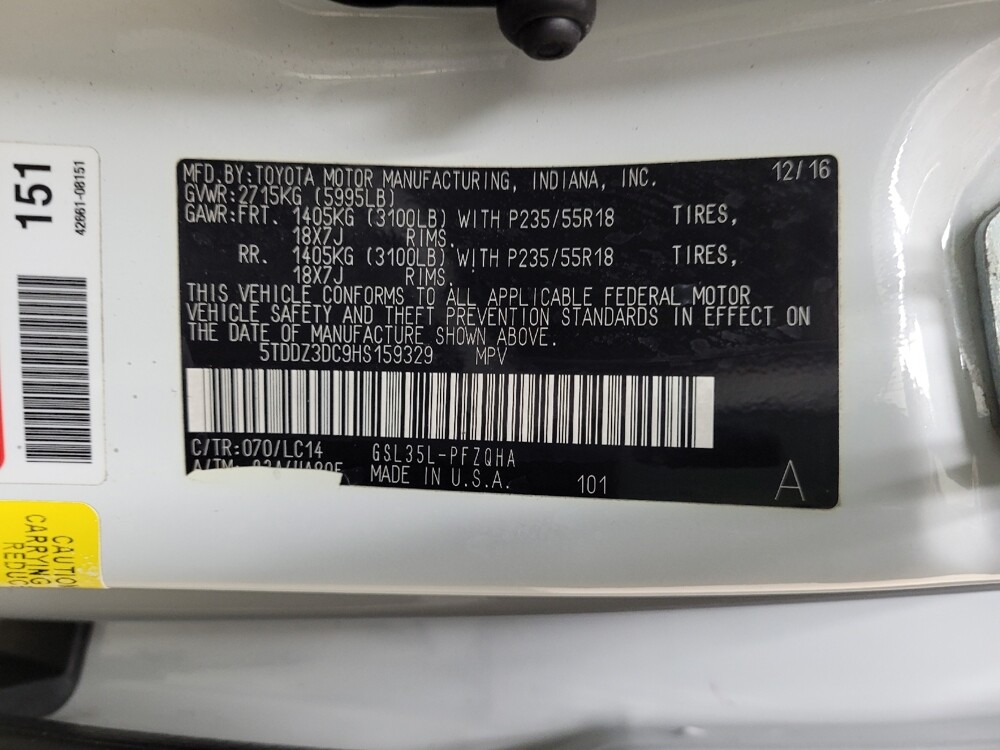 151
42661-08151
CAUTIO
CARRYING
REDUC
MFD.BY:TOYOTA MOTOR MANUFACTURING, INDIANA, INC. 12/16
GVWR:2715KG (5995LB)
GAWR:FRT. 1405KG (3100LB) WITH P235/55R18 TIRES,
18X7J RIMS.
RR. 1405KG (3100LB) WITH P235/55R18 TIRES,
18X7J RIMS.
THIS VEHICLE CONFORMS TO ALL APPLICABLE FEDERAL MOTOR
VEHICLE SAFETY AND THEFT PREVENTION STANDARDS IN EFFECT ON
THE DATE OF MANUFACTURE SHOWN ABOVE.
5TDDZ3DC9HS159329 MPV
C/TR:070/LC14 GSL35L-PFZQHA
MADE IN U.S.A. 101 A